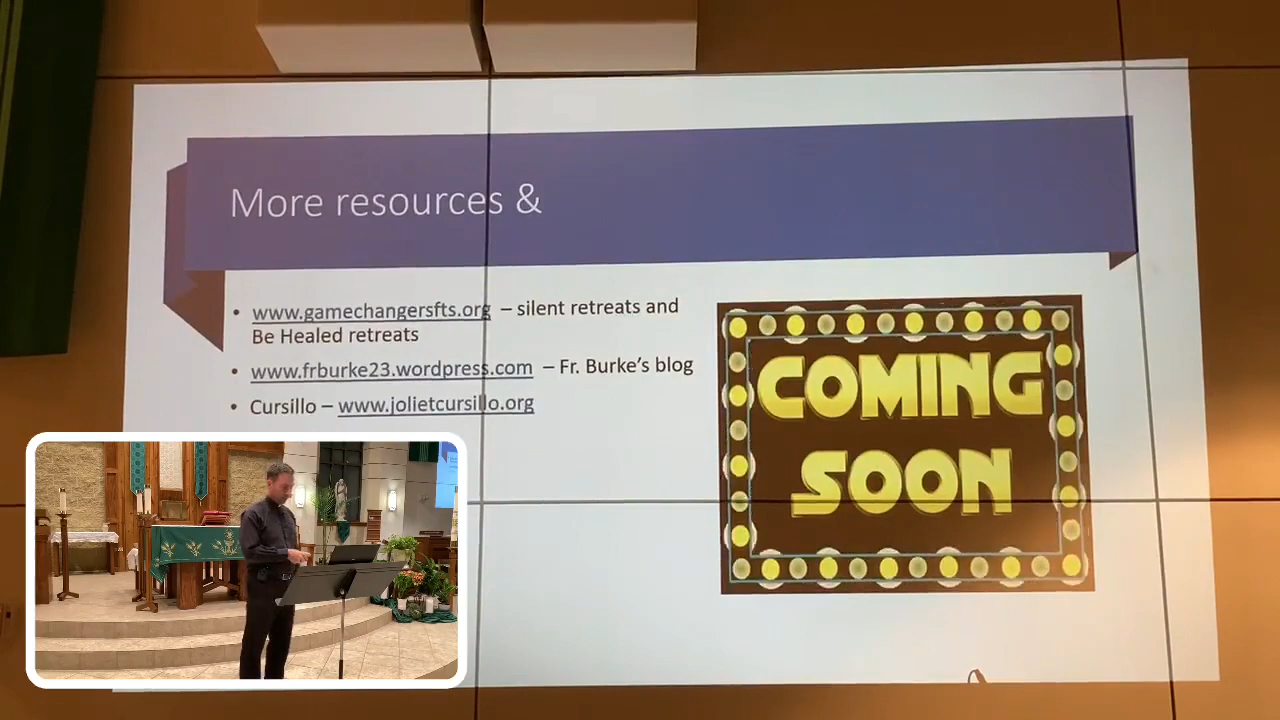 More resources &
• www.gamechangersfts.org – silent retreats and
Be Healed retreats
• www.frburke23.wordpress.com – Fr. Burke's blog
• Cursillo – www.jolietcursillo.org
COMING
SOON